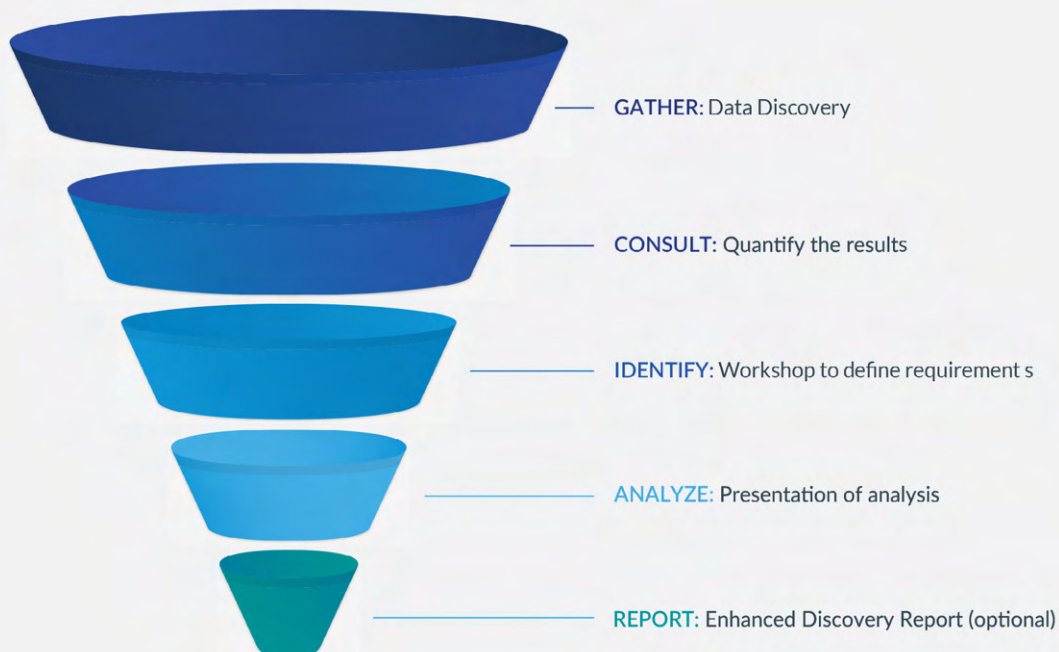 GATHER: Data Discovery
CONSULT: Quantify the results
IDENTIFY: Workshop to define requirement s
ANALYZE: Presentation of analysis
REPORT: Enhanced Discovery Report (optional)